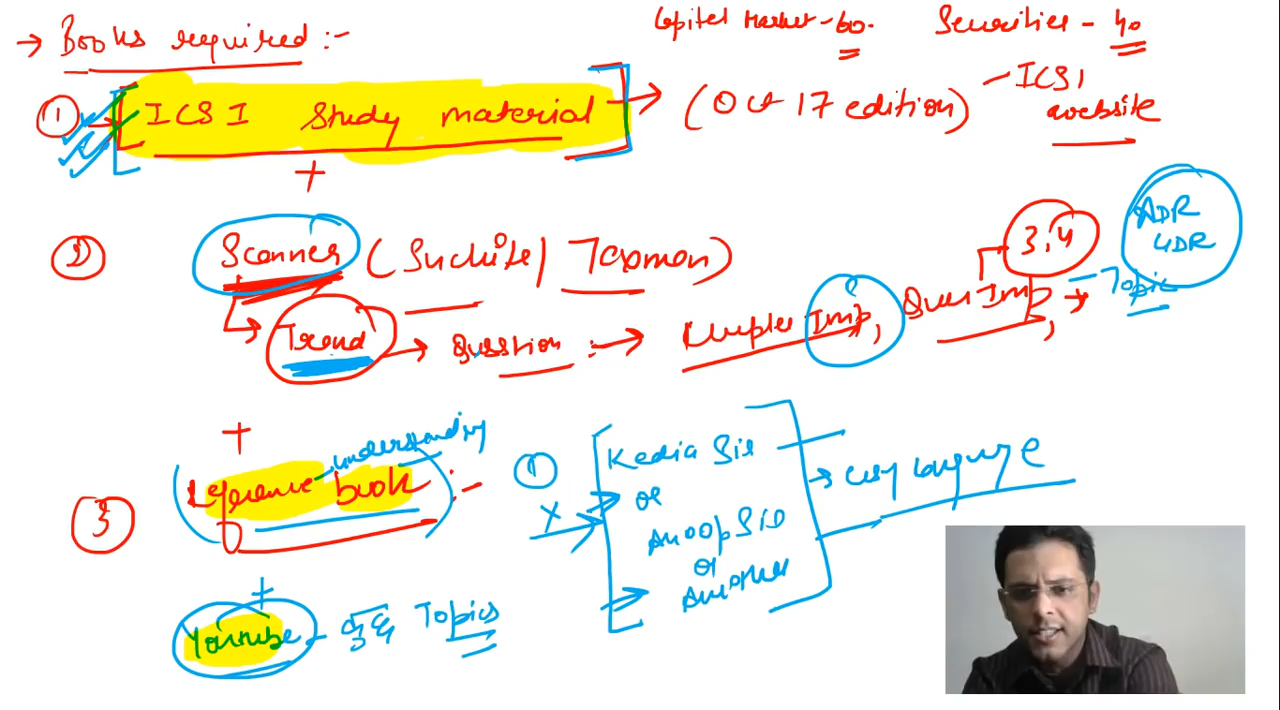 Capital Market - 60. Securities - 40
→ Books required :-
① ICSI Study material → (Oct 17 edition) - ICSI website
+
② Scanner (Suchita / Taxman)
3, 4
ADR
GDR
Trend → Question :- → Chapter Imp, Ques Imp, → Topic
+
understanding
③ (Reference book) :-
① Kedia Sir
or
Anoop Sir
or
Another
→ easy language
+
Youtube - कुछ Topics